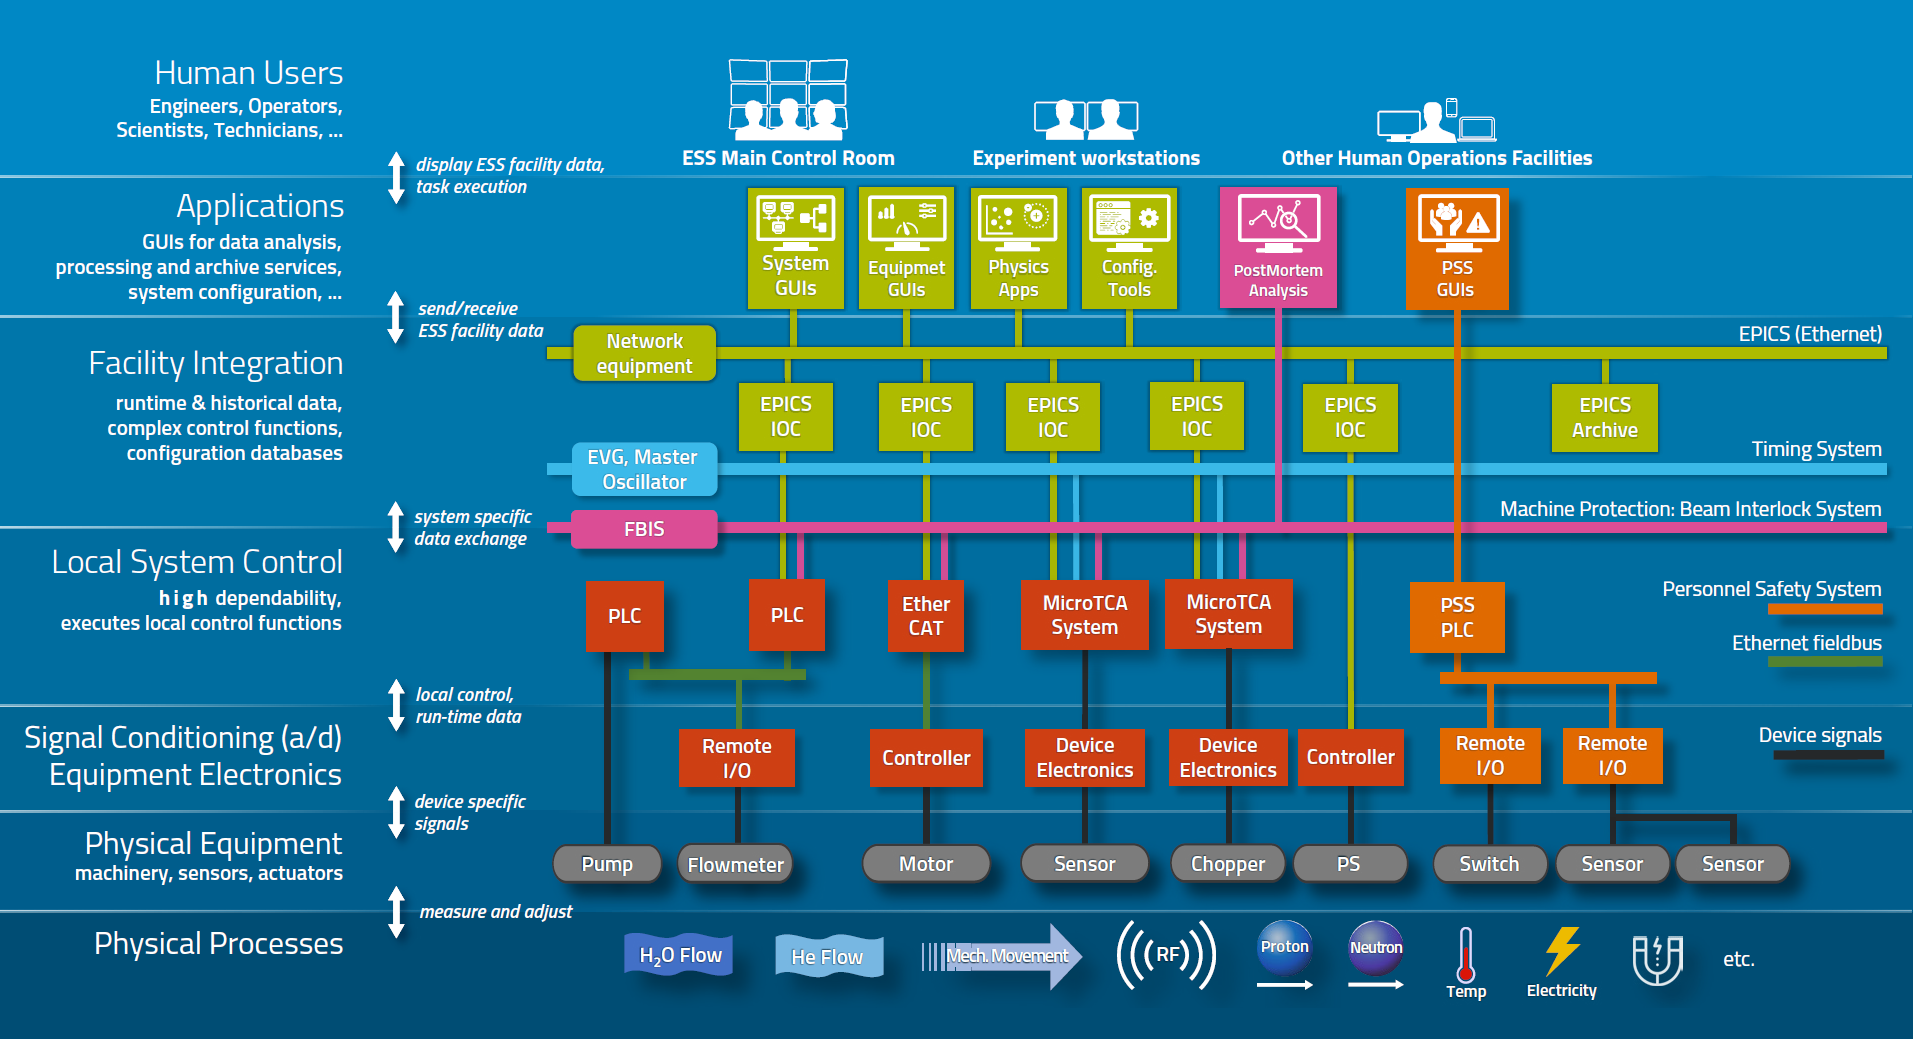 Human Users
Engineers, Operators,
Scientists, Technicians, ...
ESS Main Control Room
Experiment workstations
Other Human Operations Facilities
display ESS facility data,
task execution
Applications
GUIs for data analysis,
processing and archive services,
system configuration, ...
System
GUIs
Equipmet
GUIs
Physics
Apps
Config.
Tools
PostMortem
Analysis
PSS
GUIs
send/receive
ESS facility data
Facility Integration
runtime & historical data,
complex control functions,
configuration databases
Network
equipment
EPICS (Ethernet)
EPICS
IOC
EPICS
IOC
EPICS
IOC
EPICS
IOC
EPICS
IOC
EPICS
Archive
EVG, Master
Oscillator
Timing System
system specific
data exchange
FBIS
Machine Protection: Beam Interlock System
Local System Control
high dependability,
executes local control functions
PLC
PLC
Ether
CAT
MicroTCA
System
MicroTCA
System
PSS
PLC
Personnel Safety System
Ethernet fieldbus
local control,
run-time data
Signal Conditioning (a/d)
Equipment Electronics
Remote
I/O
Controller
Device
Electronics
Device
Electronics
Controller
Remote
I/O
Remote
I/O
Device signals
device specific
signals
Physical Equipment
machinery, sensors, actuators
Pump
Flowmeter
Motor
Sensor
Chopper
PS
Switch
Sensor
Sensor
measure and adjust
Physical Processes
H₂O Flow
He Flow
Mech. Movement
RF
Proton
Neutron
Temp
Electricity
etc.